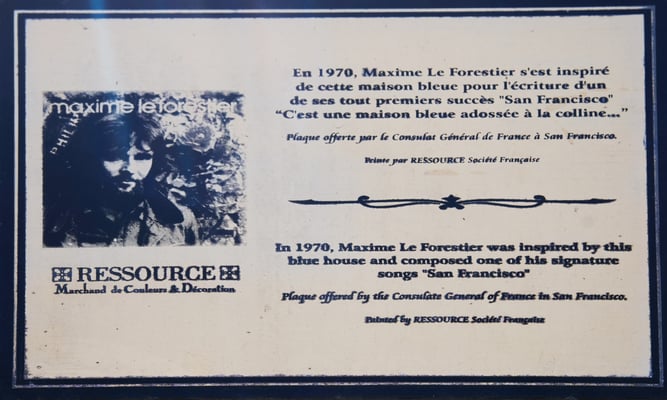 maxime le forestier
PHILIPS
RESSOURCE
Marchand de Couleurs & Décoration
En 1970, Maxime Le Forestier s'est inspiré
de cette maison bleue pour l'écriture d'un
de ses tout premiers succès "San Francisco"
“C'est une maison bleue adossée à la colline...”
Plaque offerte par le Consulat Général de France à San Francisco.
Peinte par RESSOURCE Société Française
In 1970, Maxime Le Forestier was inspired by this
blue house and composed one of his signature
songs "San Francisco"
Plaque offered by the Consulate General of France in San Francisco.
Painted by RESSOURCE Société Française